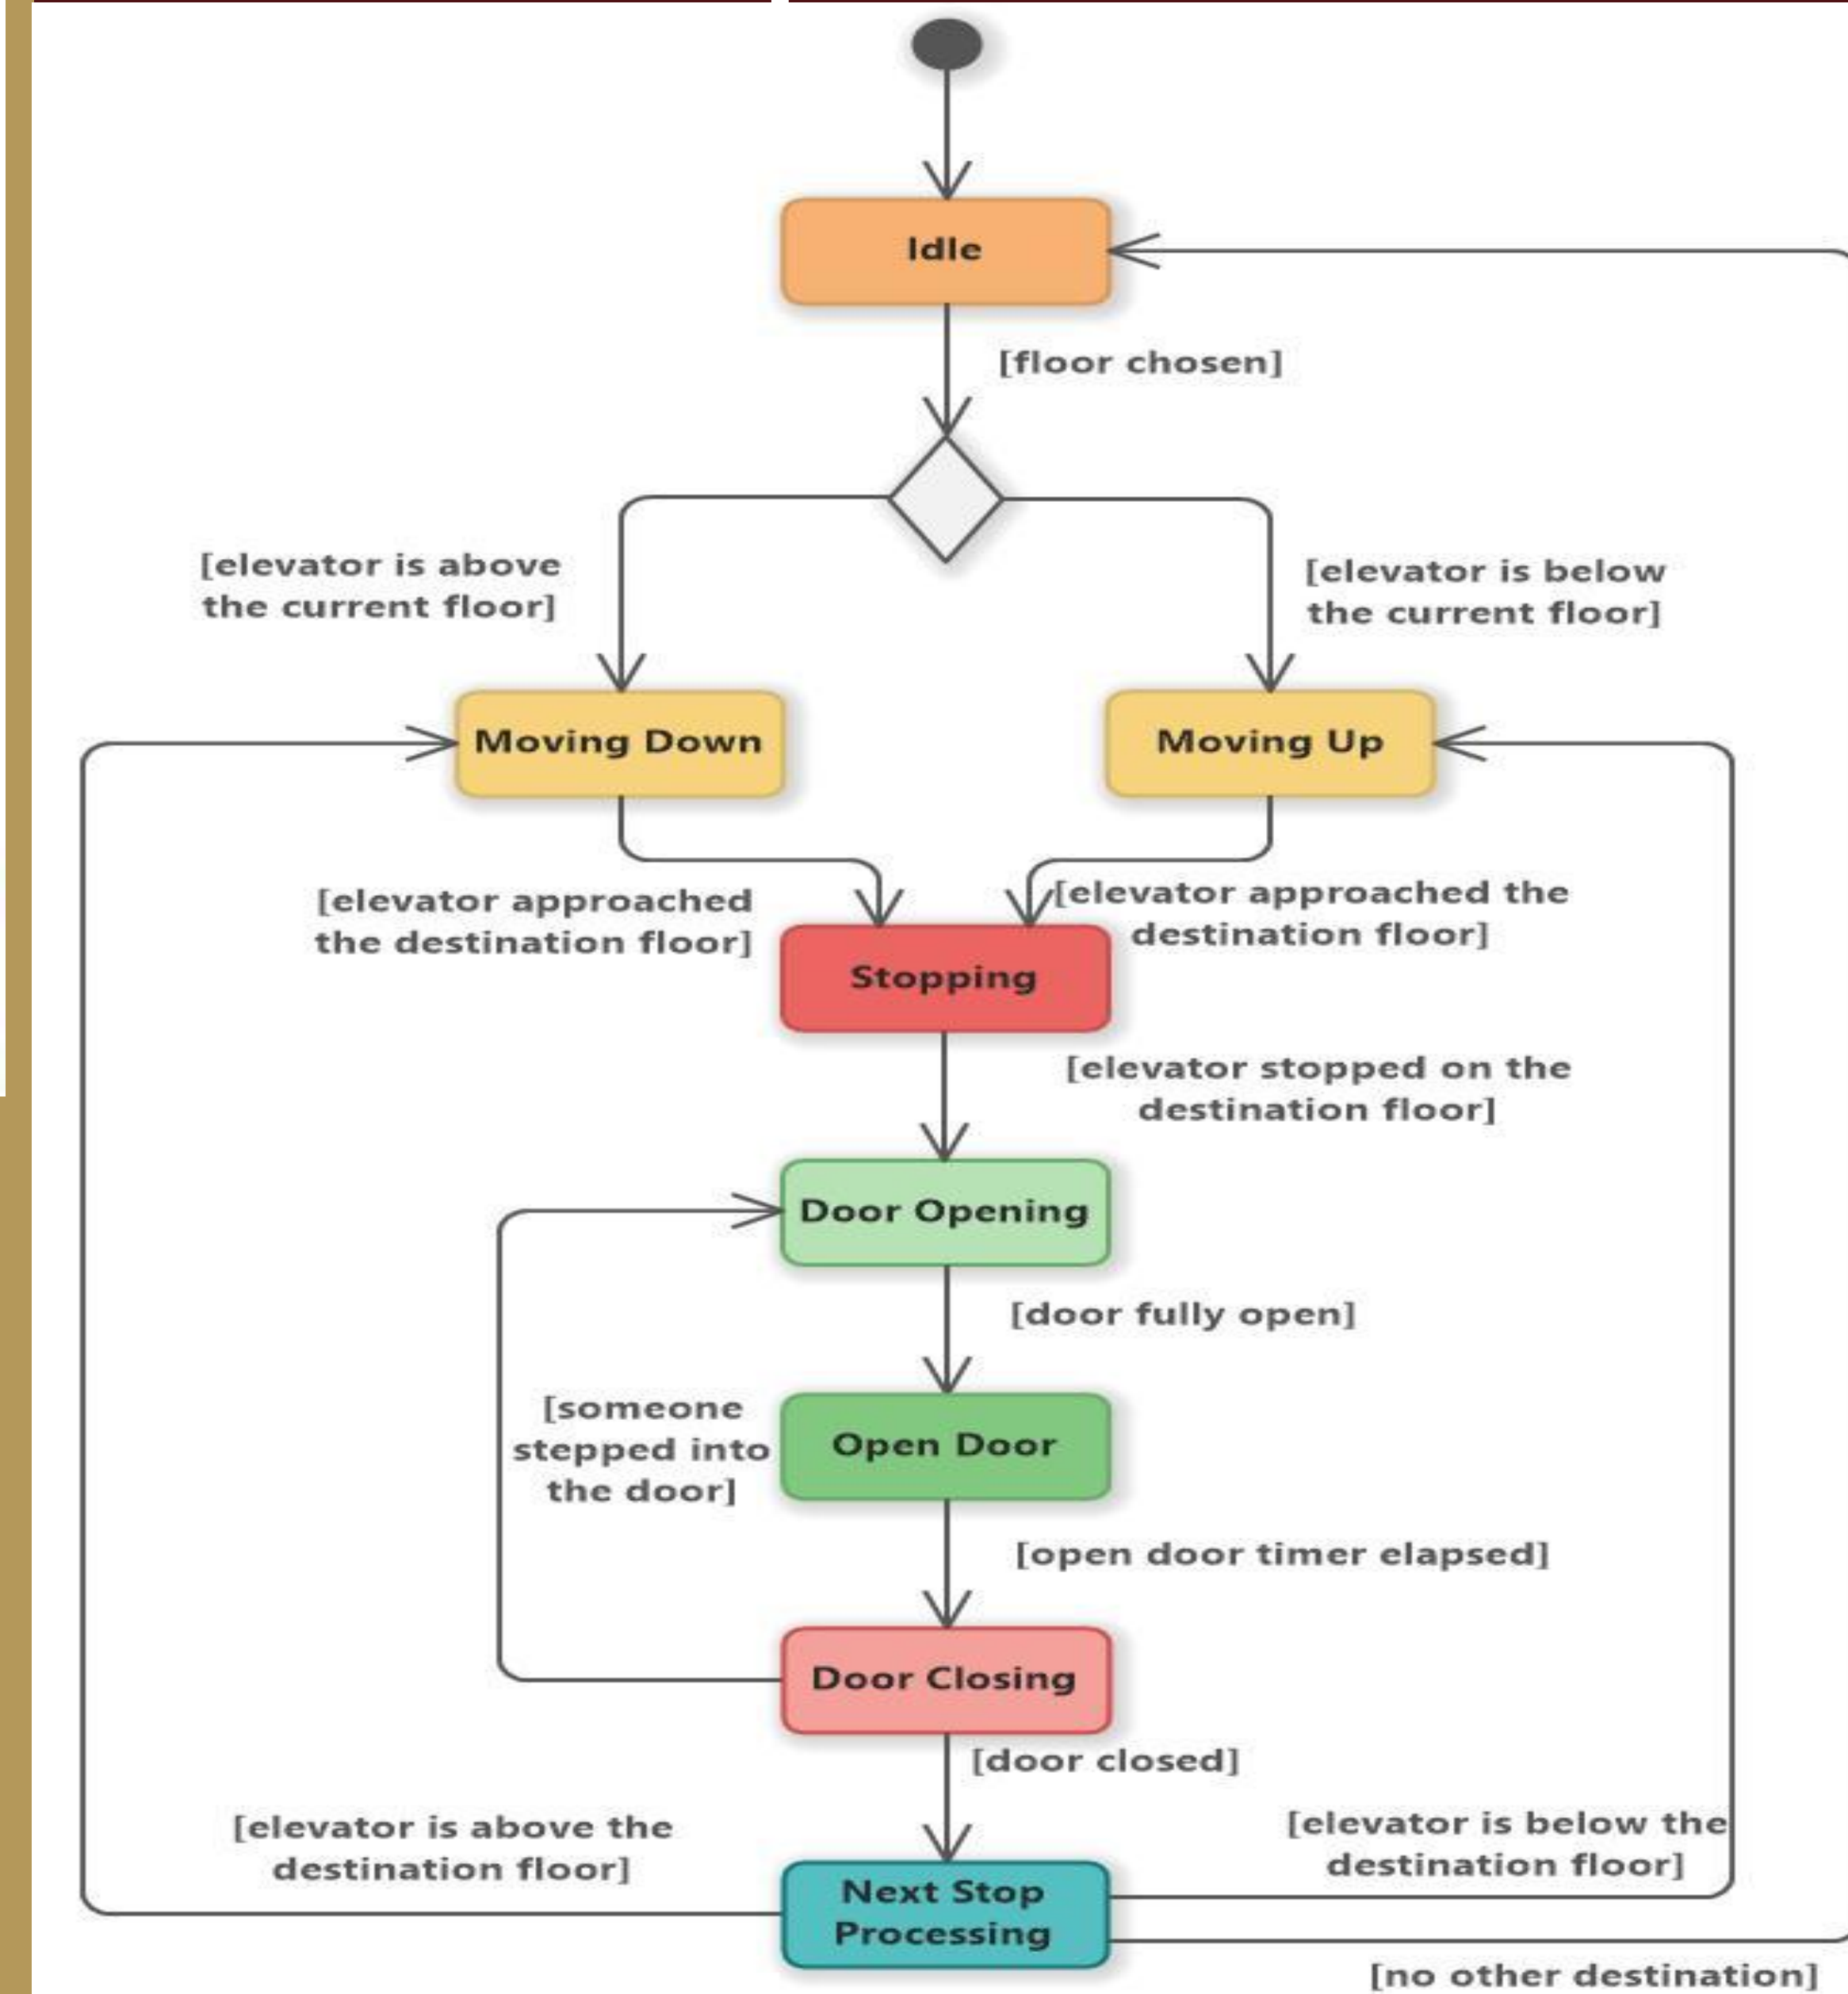 Idle
[floor chosen]
[elevator is above
the current floor]
[elevator is below
the current floor]
Moving Down
Moving Up
[elevator approached
the destination floor]
[elevator approached the
destination floor]
Stopping
[elevator stopped on the
destination floor]
Door Opening
[door fully open]
[someone
stepped into
the door]
Open Door
[open door timer elapsed]
Door Closing
[door closed]
[elevator is above the
destination floor]
[elevator is below the
destination floor]
Next Stop
Processing
[no other destination]